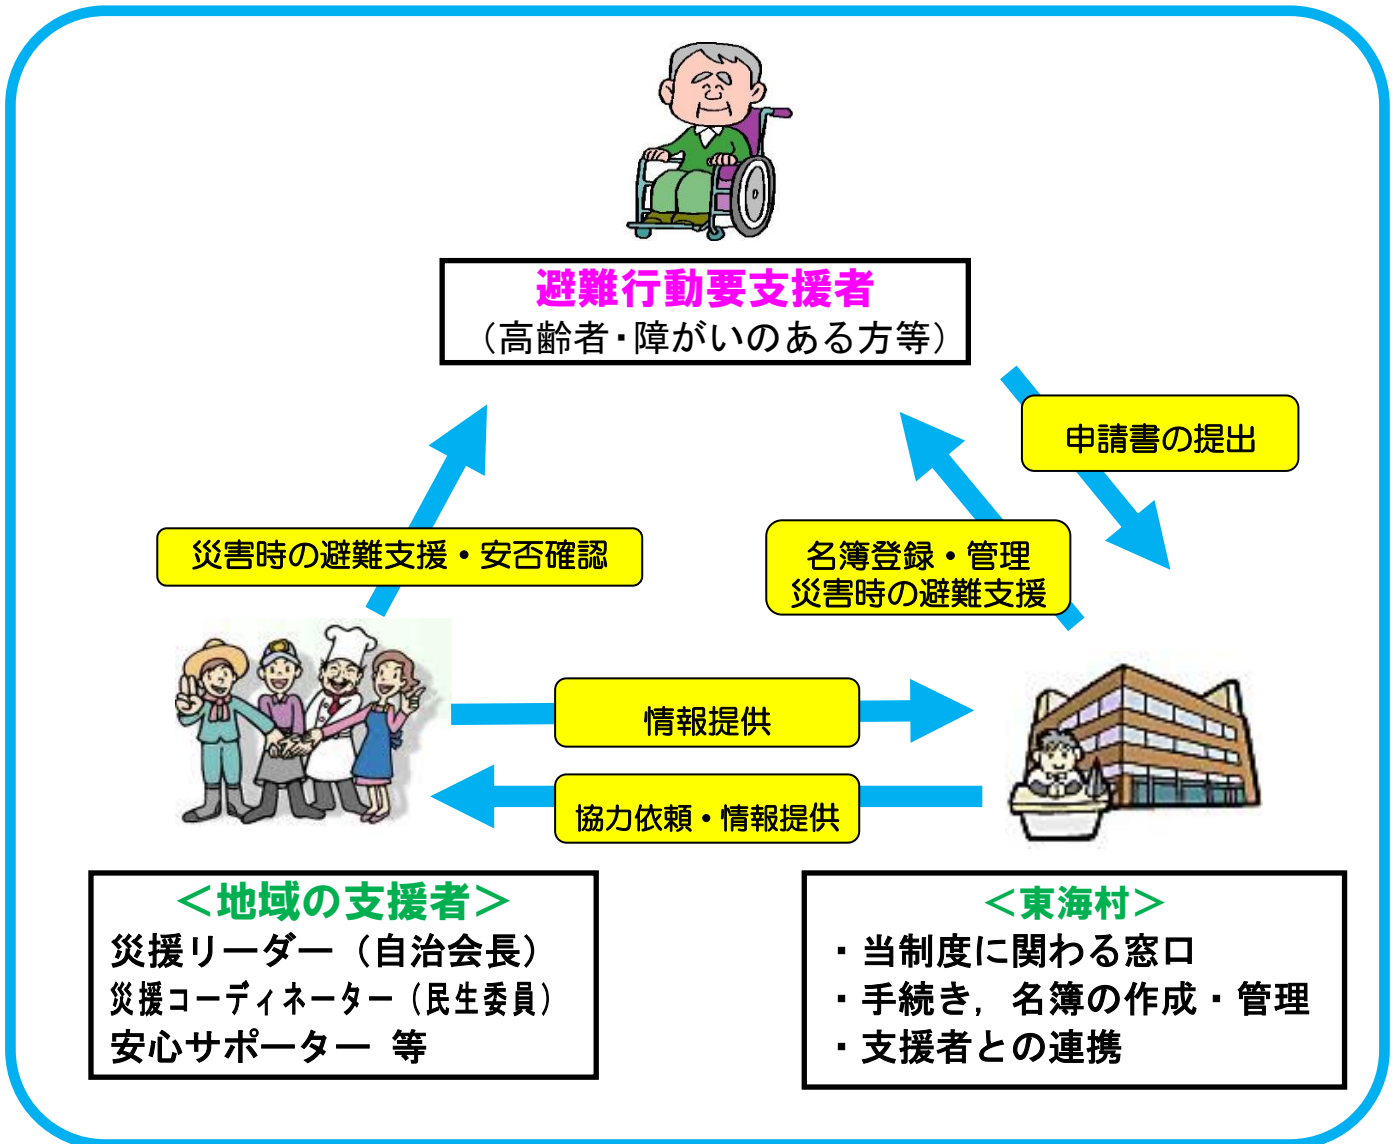 避難行動要支援者
（高齢者・障がいのある方等）
申請書の提出
災害時の避難支援・安否確認
名簿登録・管理
災害時の避難支援
情報提供
協力依頼・情報提供
＜地域の支援者＞
災援リーダー（自治会長）
災援コーディネーター（民生委員）
安心サポーター 等
＜東海村＞
・当制度に関わる窓口
・手続き，名簿の作成・管理
・支援者との連携